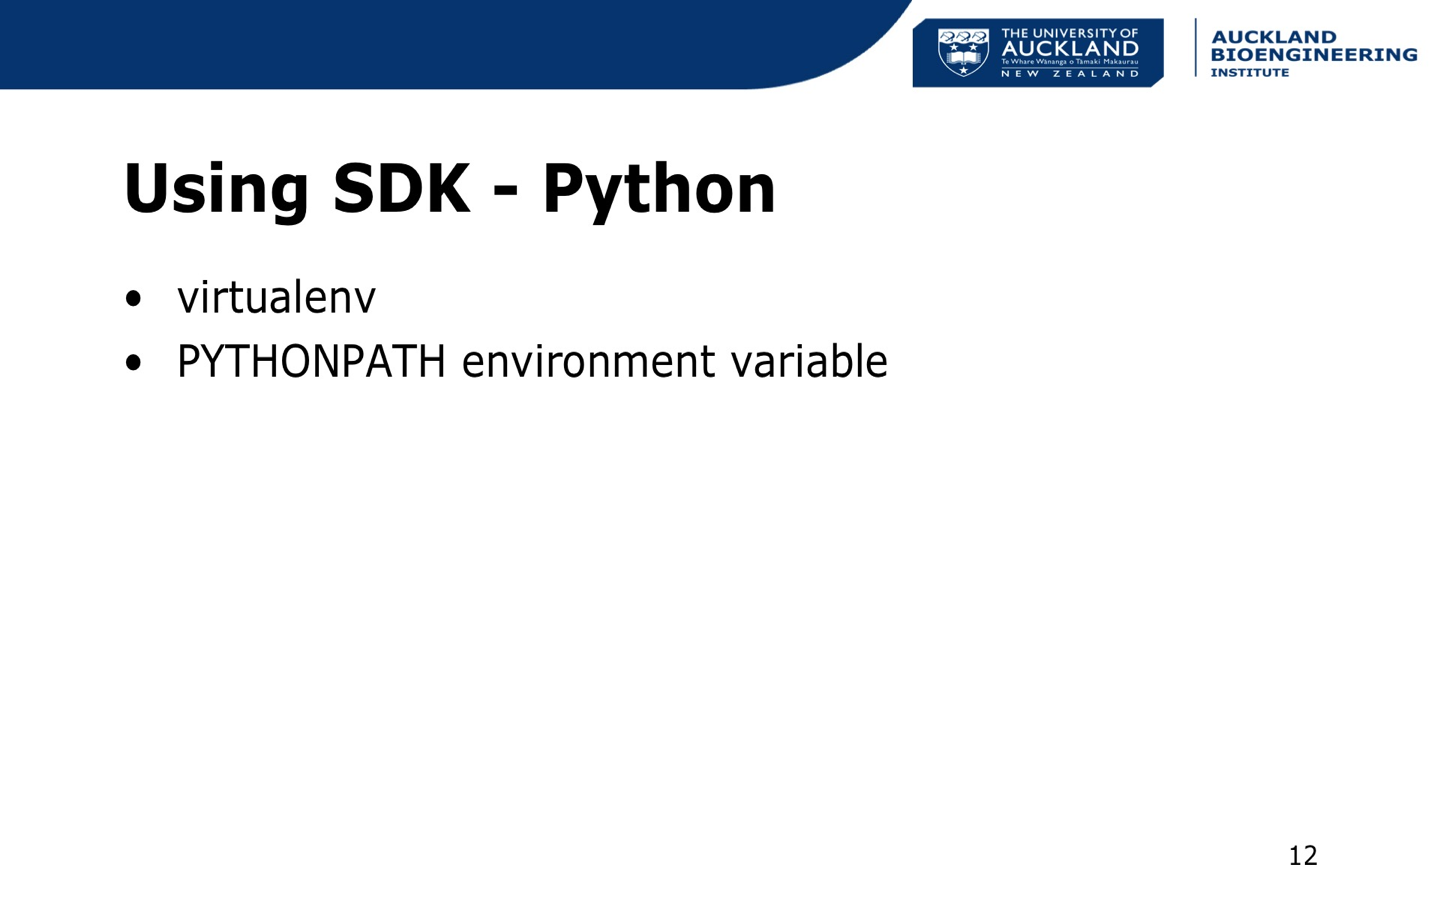 THE UNIVERSITY OF
AUCKLAND
Te Whare Wānanga o Tāmaki Makaurau
NEW ZEALAND
AUCKLAND
BIOENGINEERING
INSTITUTE
Using SDK - Python
• virtualenv
• PYTHONPATH environment variable
12